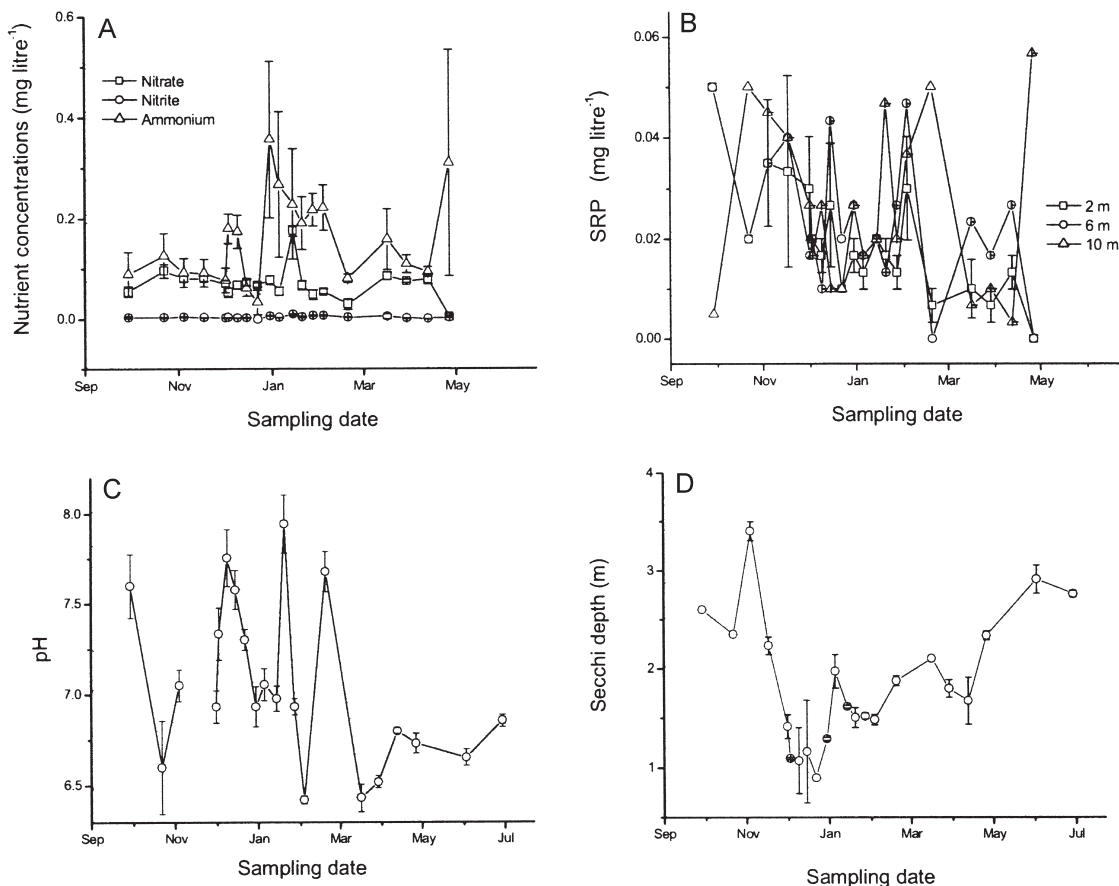 A
Nutrient concentrations (mg litre⁻¹)
0.6
0.4
0.2
0.0
Nitrate
Nitrite
Ammonium
Sep
Nov
Jan
Mar
May
Sampling date
B
SRP (mg litre⁻¹)
0.06
0.04
0.02
0.00
2 m
6 m
10 m
Sep
Nov
Jan
Mar
May
Sampling date
C
pH
8.0
7.5
7.0
6.5
Sep
Nov
Jan
Mar
May
Jul
Sampling date
D
Secchi depth (m)
4
3
2
1
Sep
Nov
Jan
Mar
May
Jul
Sampling date